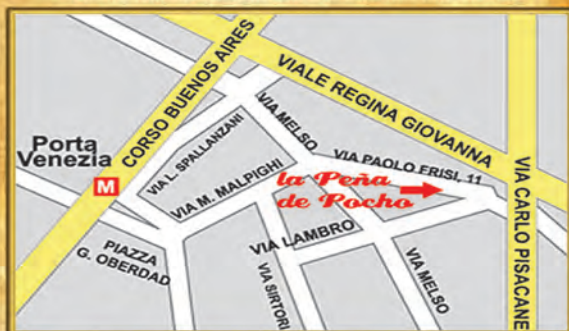 CORSO BUENOS AIRES
VIALE REGINA GIOVANNA
VIA MELSO
Porta
Venezia
M
VIA L. SPALLANZANI
VIA PAOLO FRISI, 11
VIA M. MALPIGHI
la Peña
de Pocho
VIA CARLO PISACANE
PIAZZA
G. OBERDAD
VIA LAMBRO
VIA SIRTORI
VIA MELSO